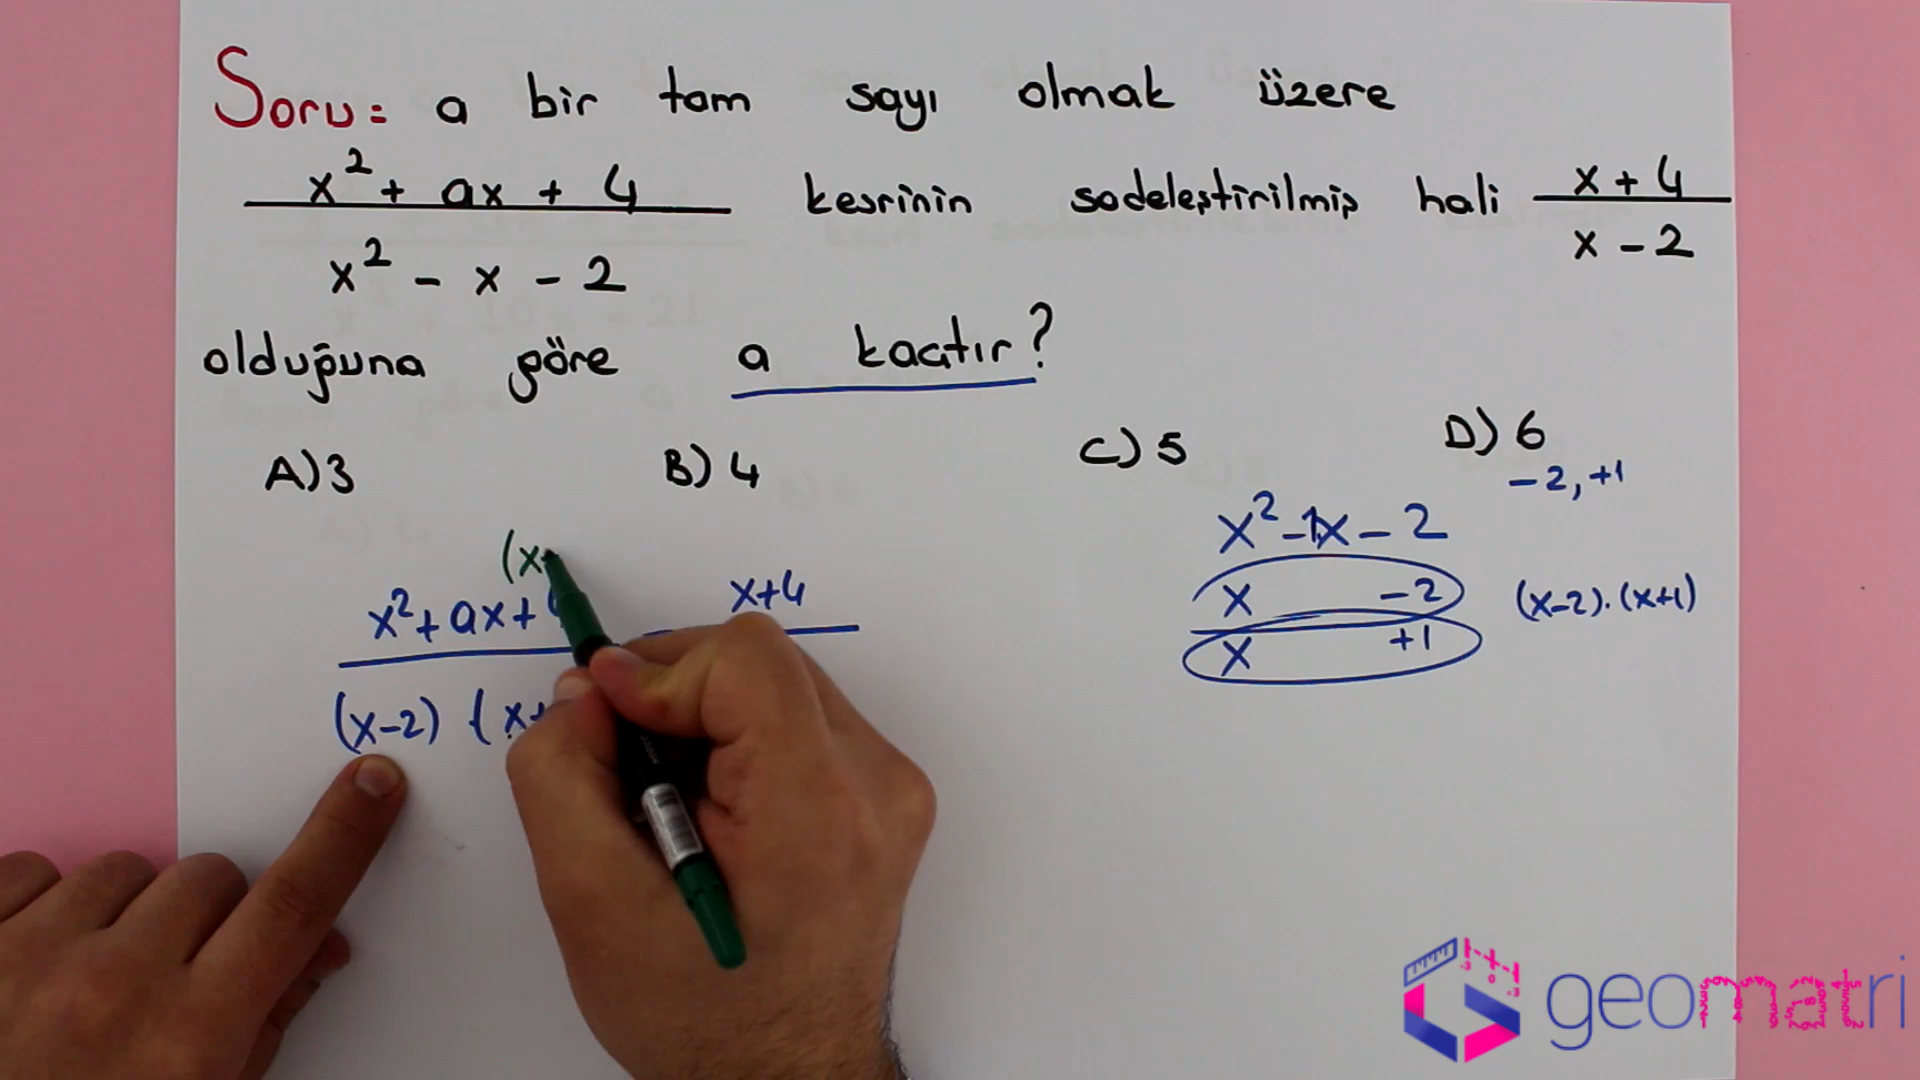 Soru= a bir tam sayı olmak üzere
x² + ax + 4 kesrinin sadeleştirilmiş hali x + 4
x² - x - 2 x - 2
olduğuna göre a kaçtır?
A) 3 B) 4 C) 5 D) 6
-2, +1
x² - 1x - 2
(x+
x² + ax + x+4
x -2 (x-2).(x+1)
x +1
(x-2) (x+
geomatri